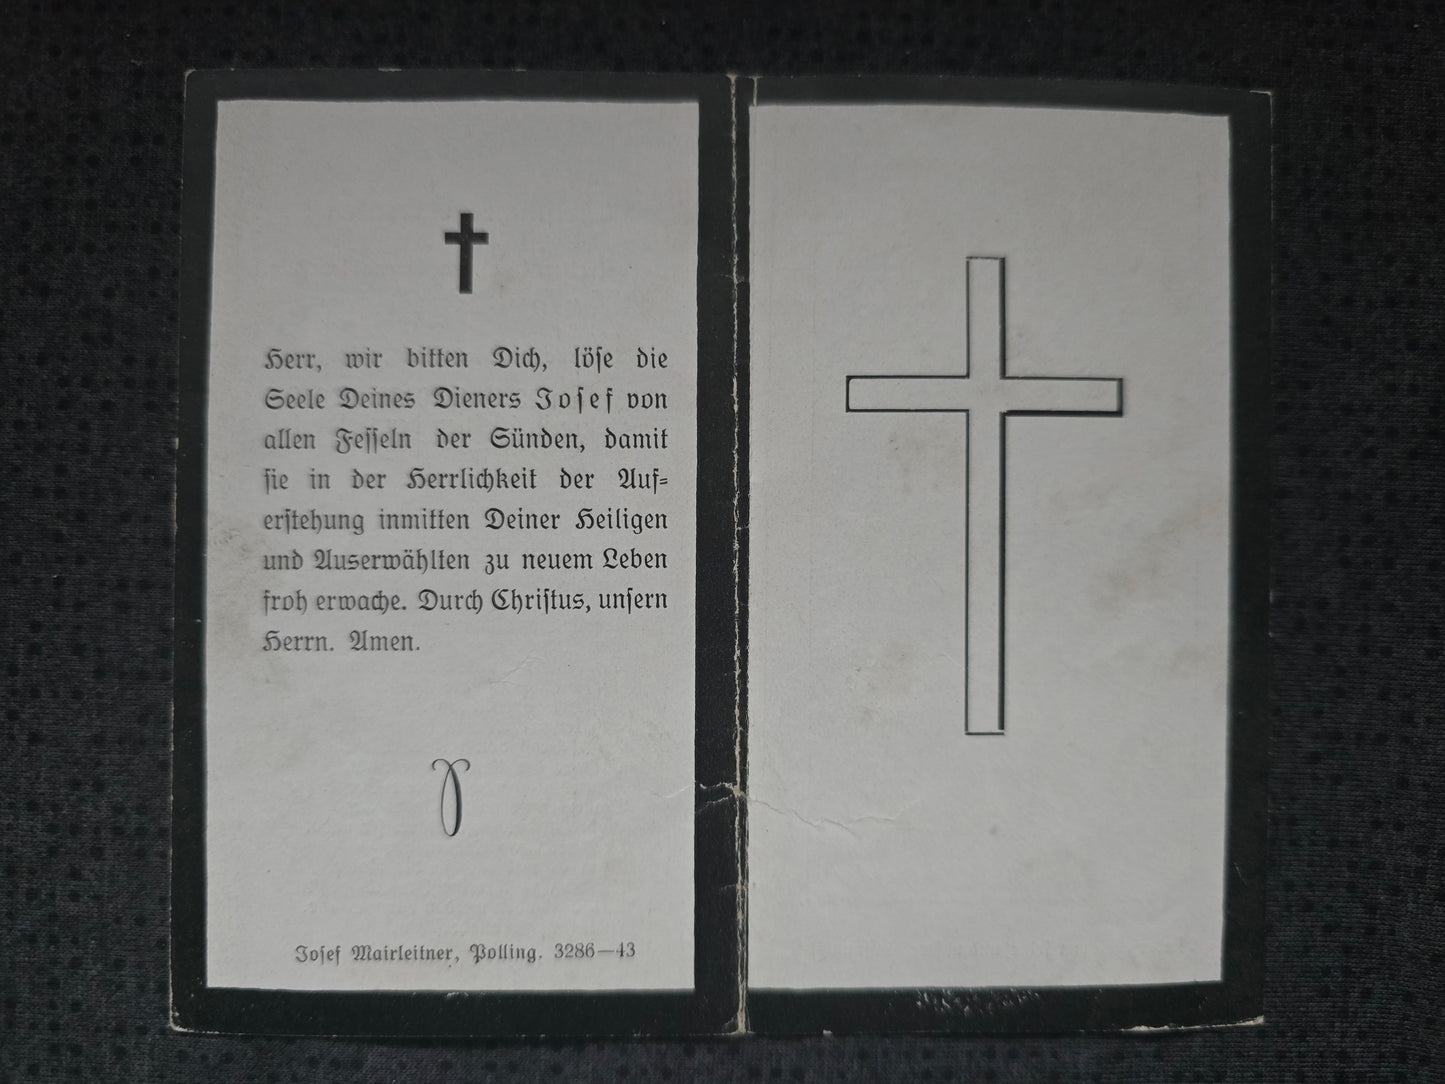 Herr, wir bitten Dich, löse die
Seele Deines Dieners Josef von
allen Fesseln der Sünden, damit
sie in der Herrlichkeit der Auf-
erstehung inmitten Deiner Heiligen
und Auserwählten zu neuem Leben
froh erwache. Durch Christus, unsern
Herrn. Amen.
Josef Mairleitner, Polling. 3286—43